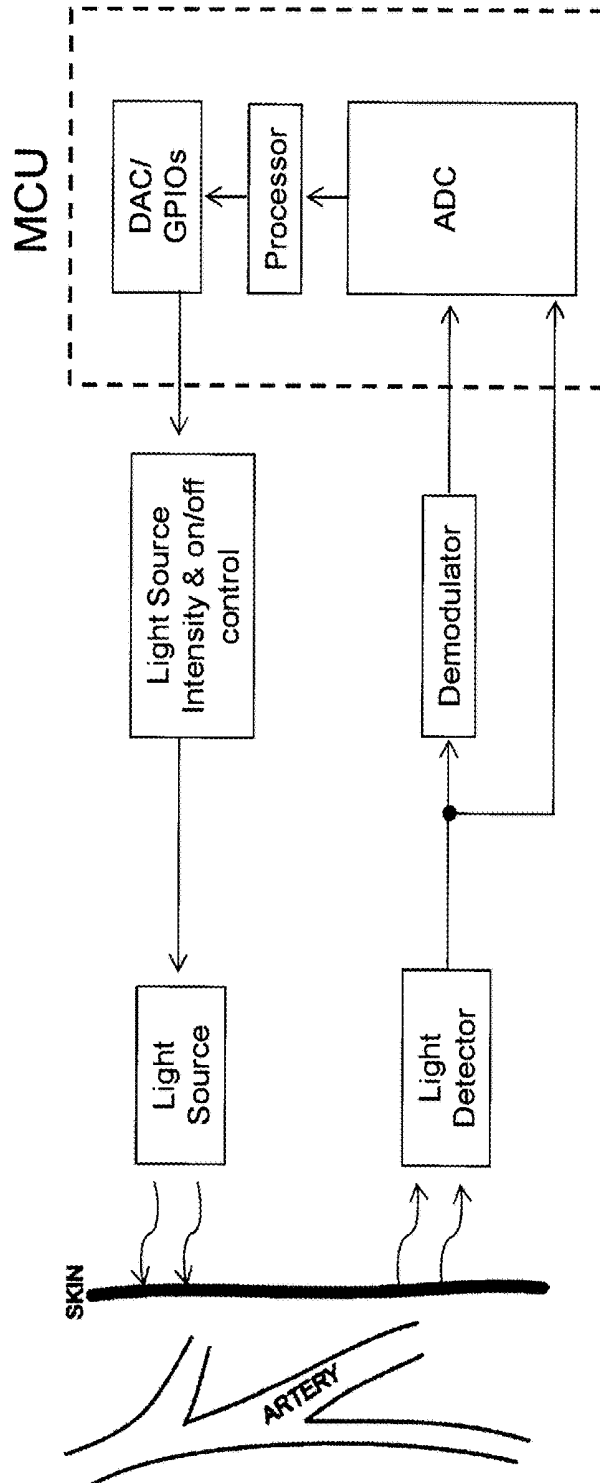 MCU
DAC/
GPIOs
Processor
ADC
Light Source
Intensity & on/off
control
Demodulator
Light
Source
Light
Detector
SKIN
ARTERY